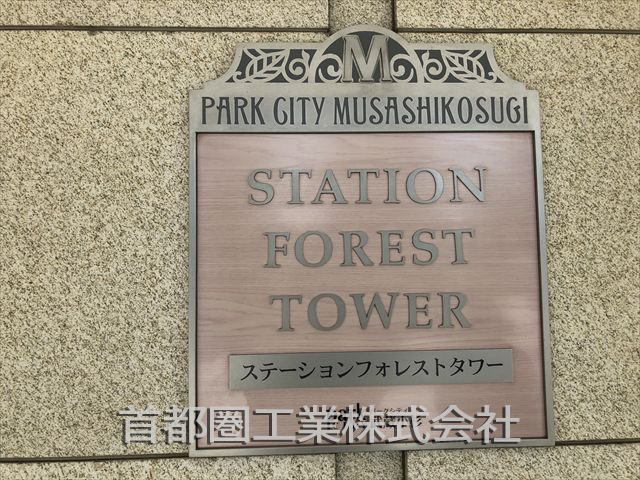 M
PARK CITY MUSASHIKOSUGI
STATION
FOREST
TOWER
ステーションフォレストタワー
首都圏工業株式会社